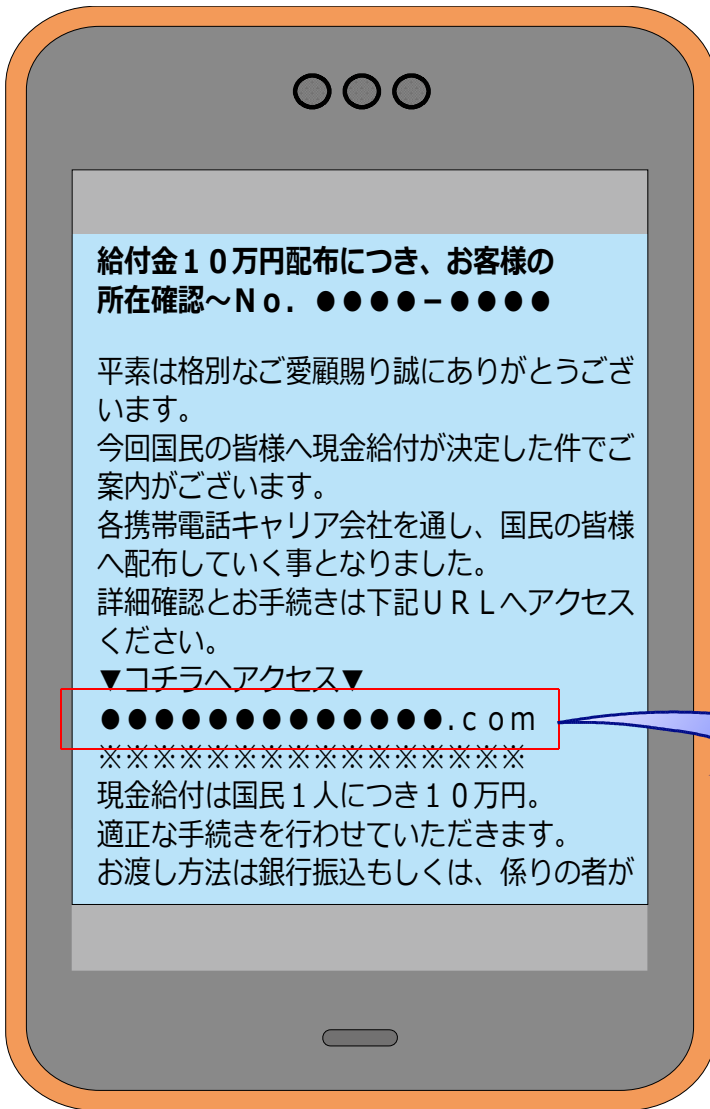 給付金１０万円配布につき、お客様の
所在確認～Ｎｏ．●●●●－●●●●
平素は格別なご愛顧賜り誠にありがとうござ
います。
今回国民の皆様へ現金給付が決定した件でご
案内がございます。
各携帯電話キャリア会社を通し、国民の皆様
へ配布していく事となりました。
詳細確認とお手続きは下記ＵＲＬへアクセス
ください。
▼コチラへアクセス▼
●●●●●●●●●●●●●.ｃｏｍ
※※※※※※※※※※※※※※※※
現金給付は国民１人につき１０万円。
適正な手続きを行わせていただきます。
お渡し方法は銀行振込もしくは、係りの者が